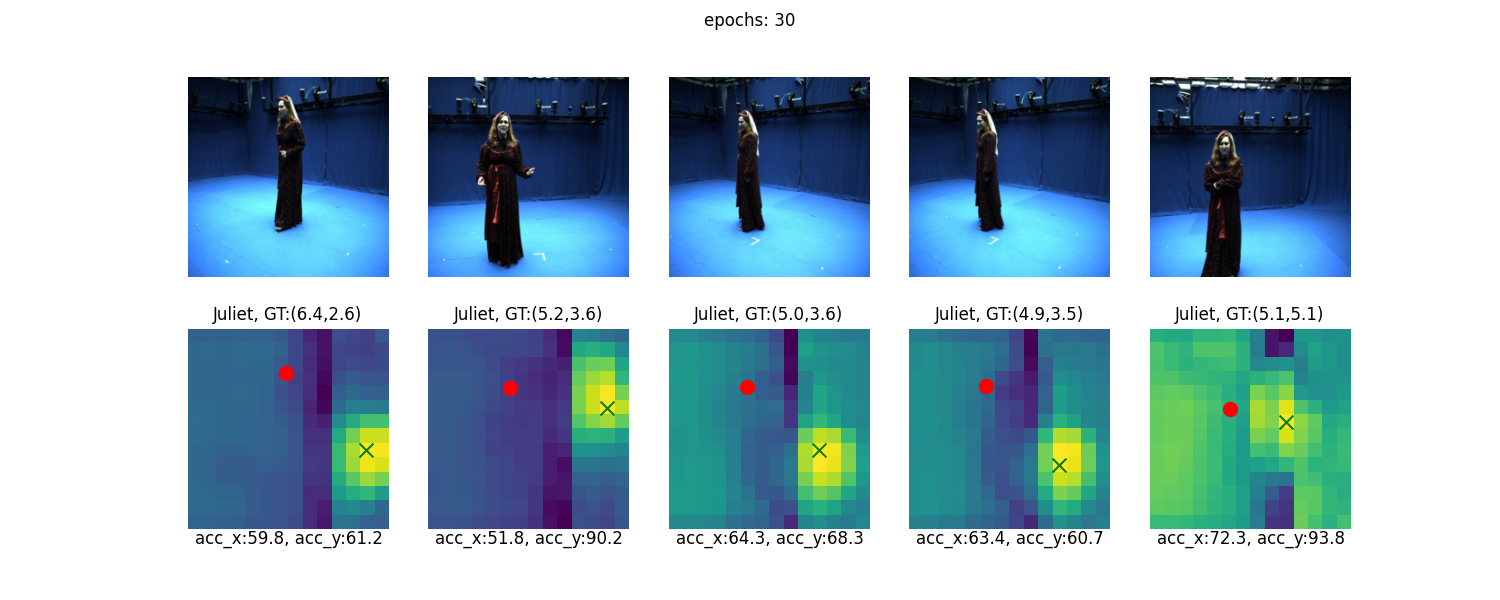 epochs: 30
Juliet, GT:(6.4,2.6)
Juliet, GT:(5.2,3.6)
Juliet, GT:(5.0,3.6)
Juliet, GT:(4.9,3.5)
Juliet, GT:(5.1,5.1)
acc_x:59.8, acc_y:61.2
acc_x:51.8, acc_y:90.2
acc_x:64.3, acc_y:68.3
acc_x:63.4, acc_y:60.7
acc_x:72.3, acc_y:93.8